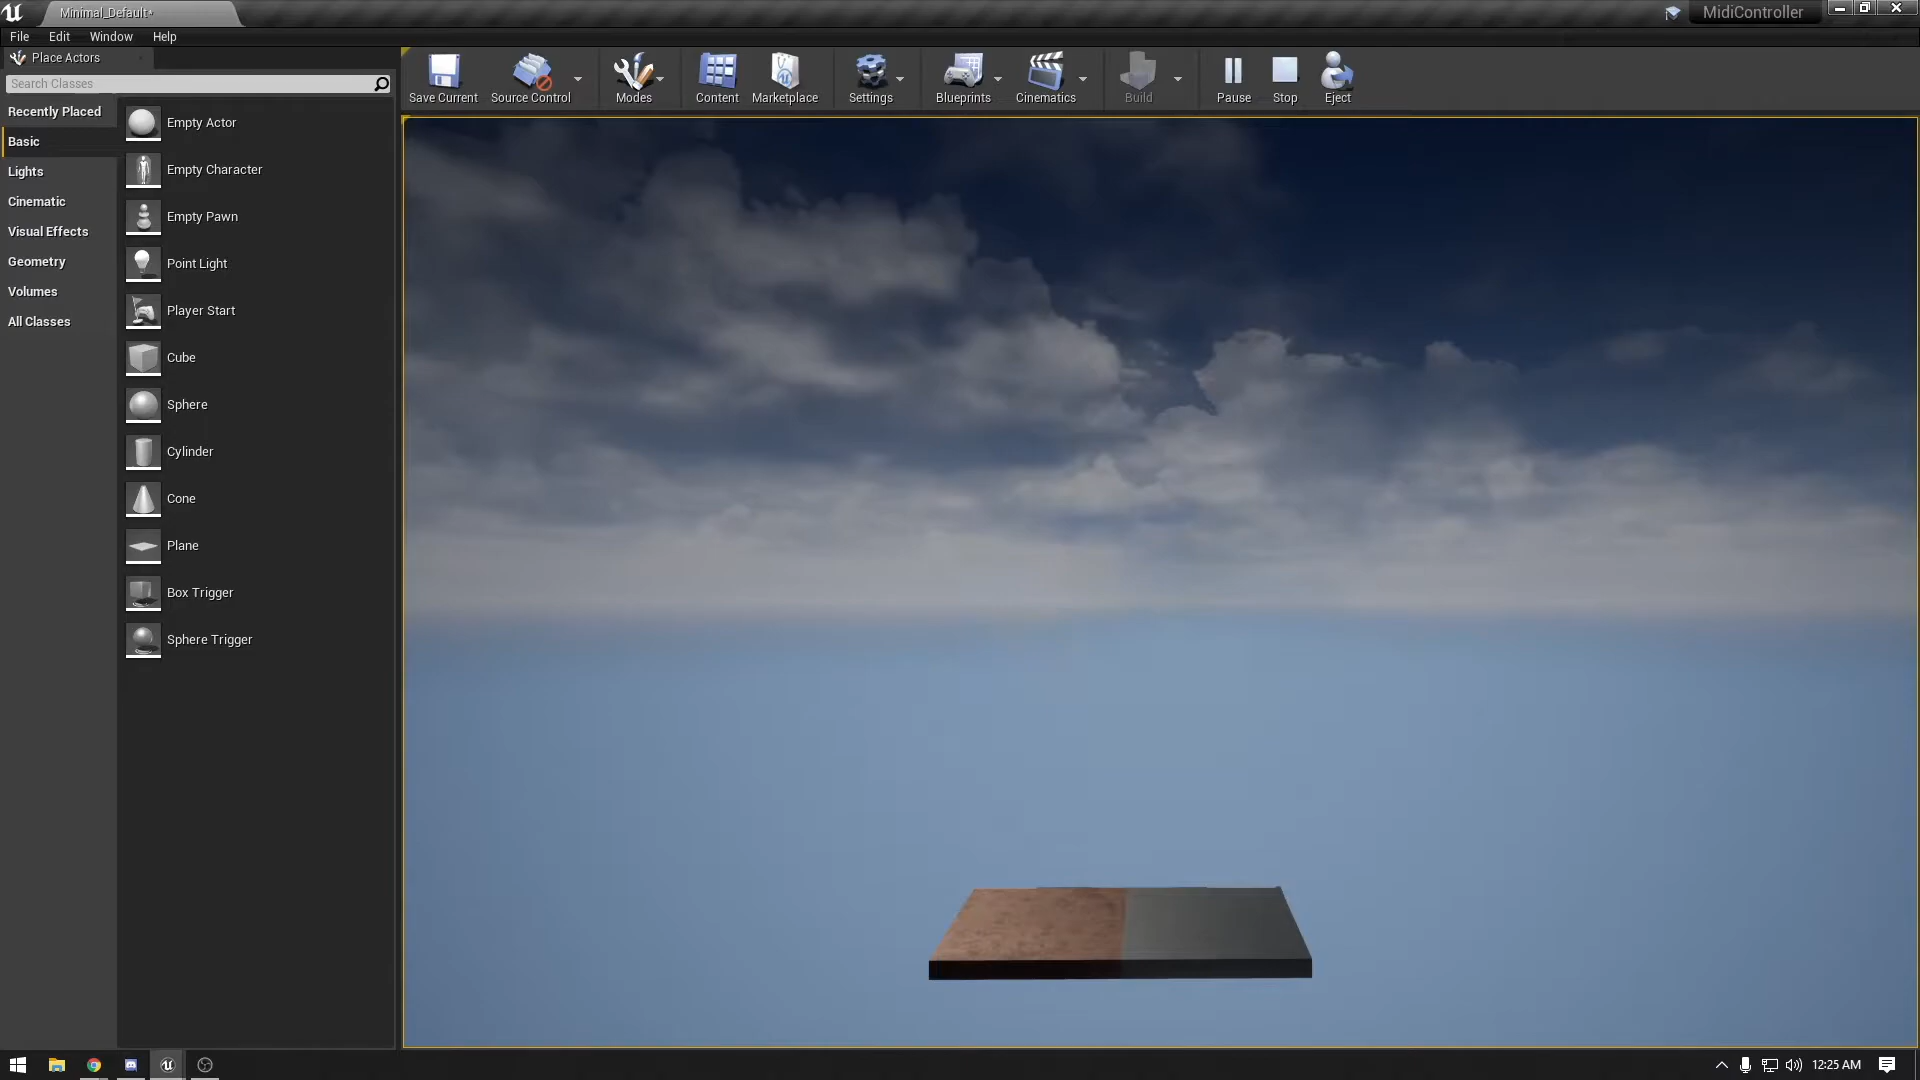 Minimal_Default*
MidiController
File Edit Window Help
Place Actors
Search Classes
Recently Placed
Basic
Lights
Cinematic
Visual Effects
Geometry
Volumes
All Classes
Empty Actor
Empty Character
Empty Pawn
Point Light
Player Start
Cube
Sphere
Cylinder
Cone
Plane
Box Trigger
Sphere Trigger
Save Current Source Control Modes Content Marketplace Settings Blueprints Cinematics Build Pause Stop Eject
12:25 AM